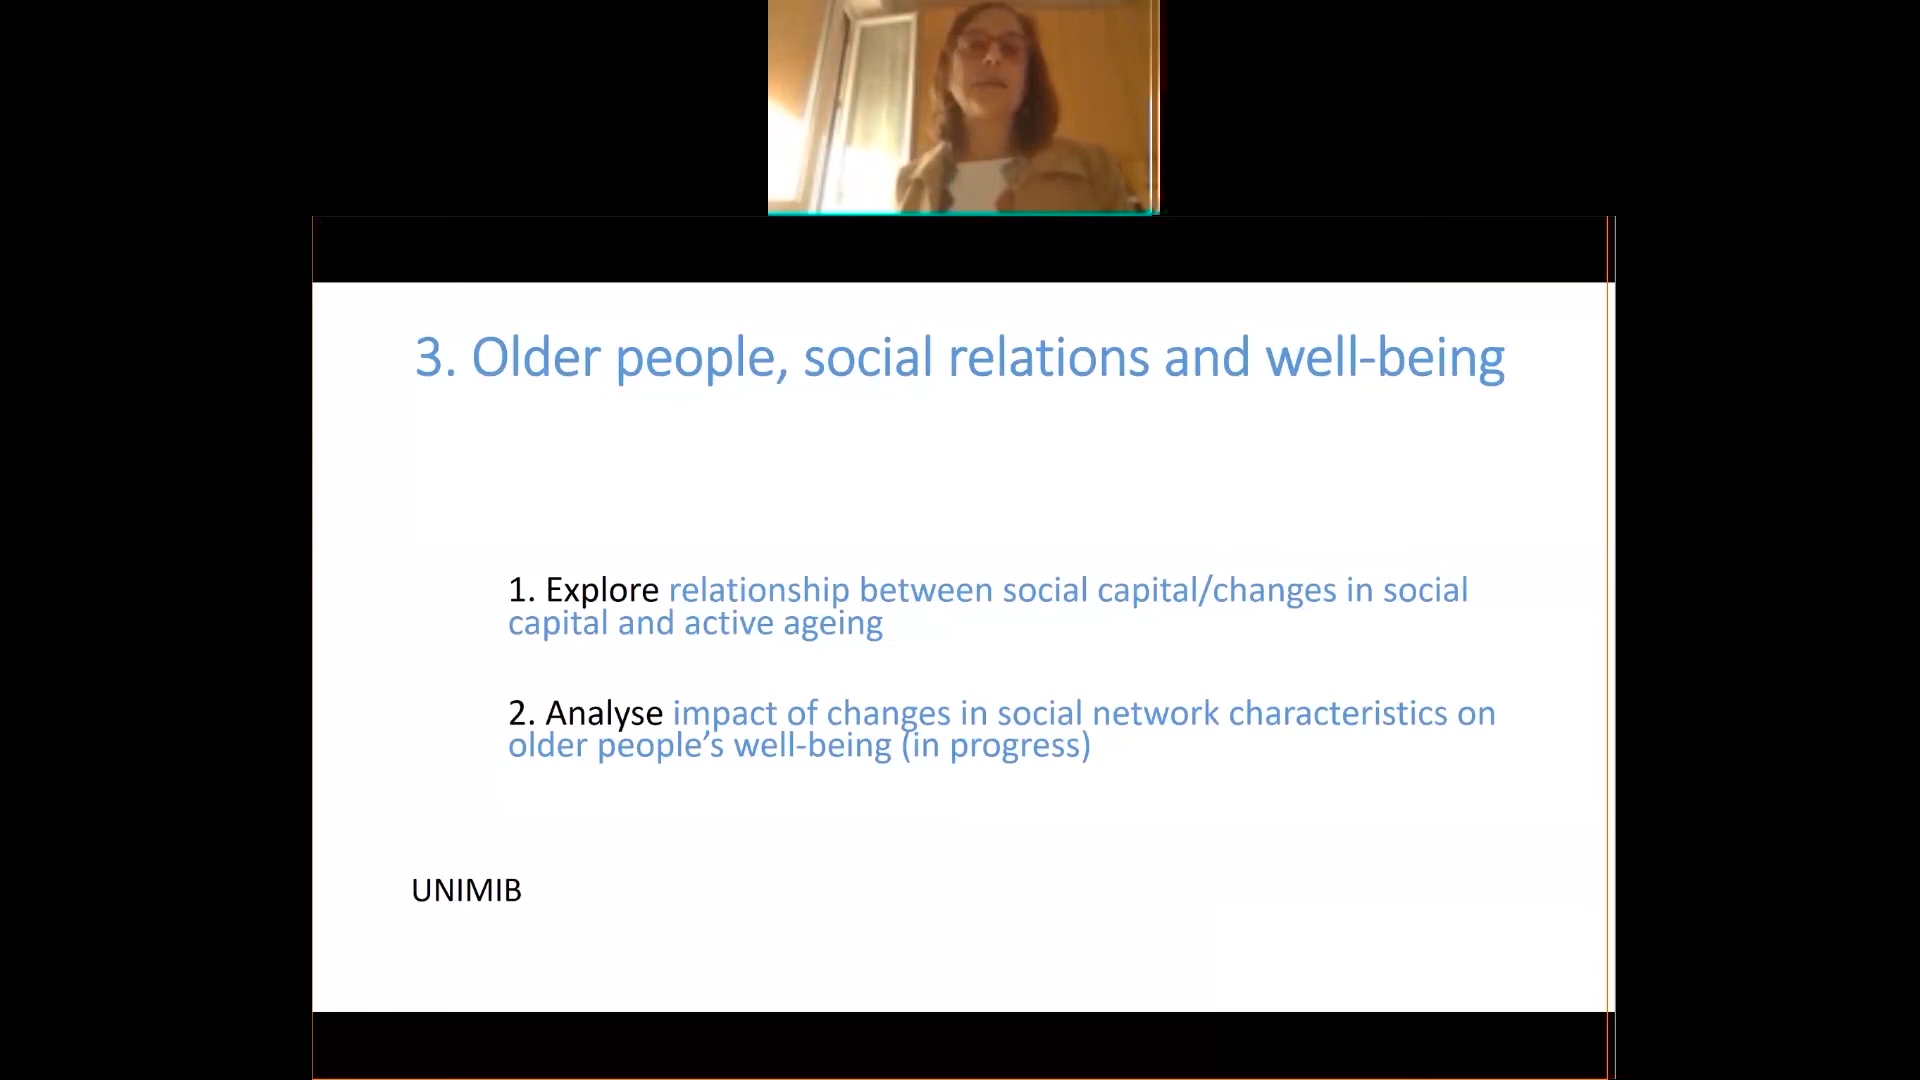 3. Older people, social relations and well-being
1. Explore relationship between social capital/changes in social
capital and active ageing
2. Analyse impact of changes in social network characteristics on
older people’s well-being (in progress)
UNIMIB